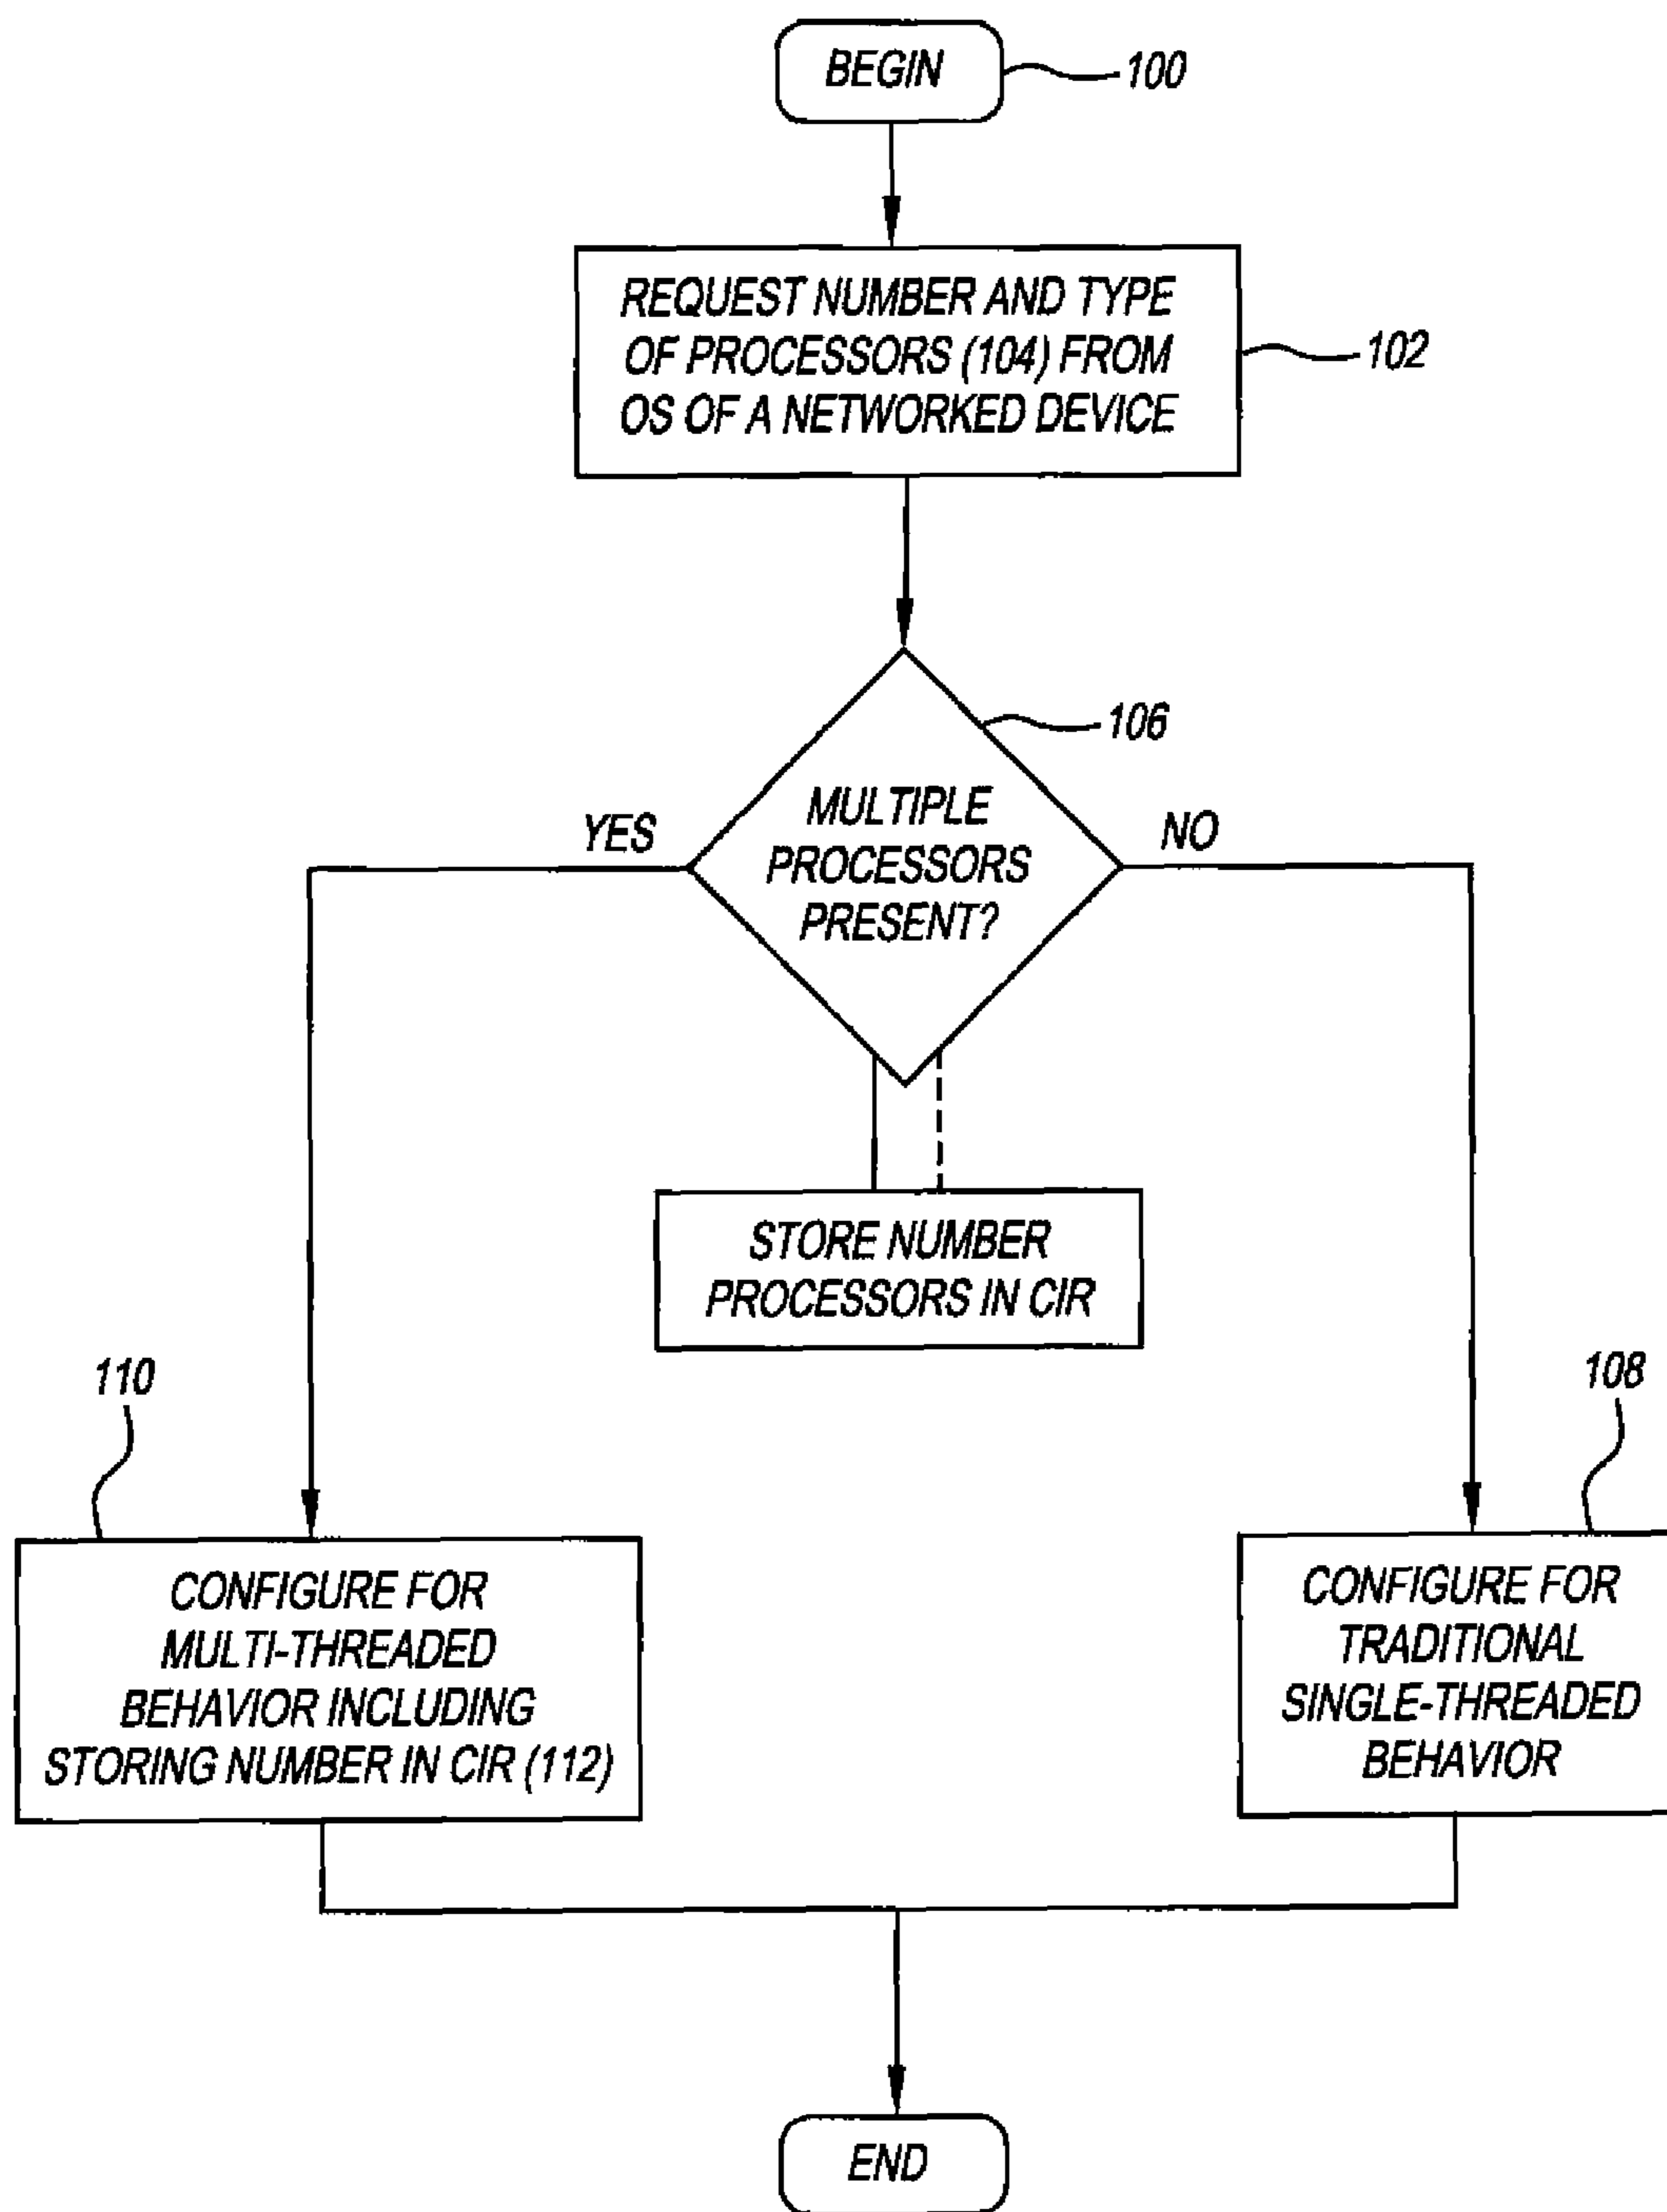 BEGIN
100
REQUEST NUMBER AND TYPE
OF PROCESSORS (104) FROM
OS OF A NETWORKED DEVICE
102
106
MULTIPLE
PROCESSORS
PRESENT?
YES
NO
STORE NUMBER
PROCESSORS IN CIR
110
108
CONFIGURE FOR
MULTI-THREADED
BEHAVIOR INCLUDING
STORING NUMBER IN CIR (112)
CONFIGURE FOR
TRADITIONAL
SINGLE-THREADED
BEHAVIOR
END